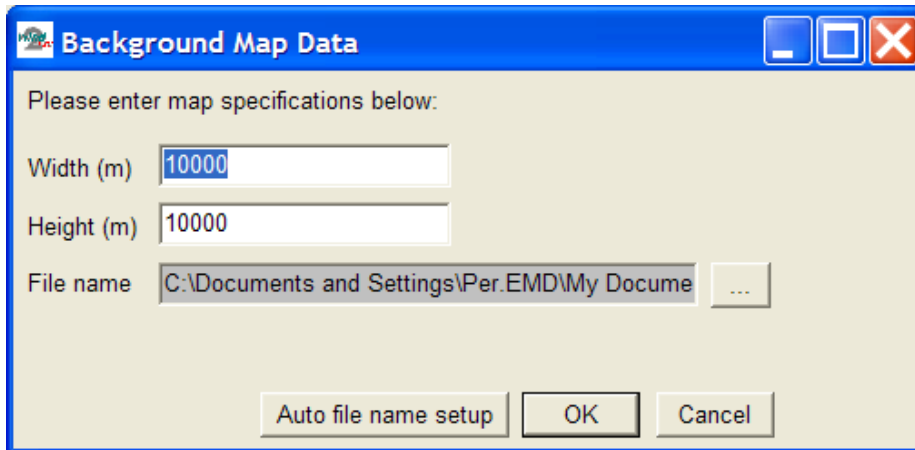 Background Map Data
Please enter map specifications below:
Width (m) 10000
Height (m) 10000
File name C:\Documents and Settings\Per.EMD\My Docume ...
Auto file name setup OK Cancel